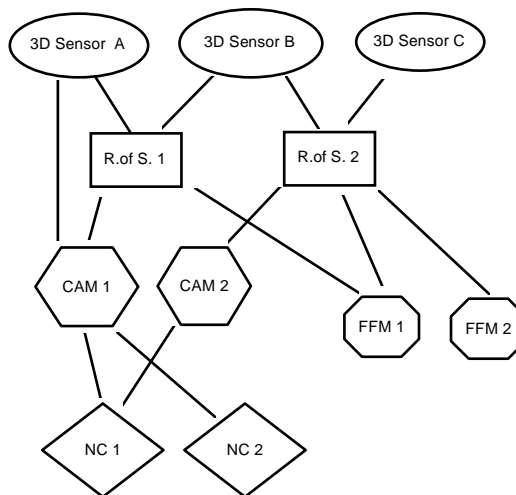 3D Sensor A
3D Sensor B
3D Sensor C
R.of S. 1
R.of S. 2
CAM 1
CAM 2
FFM 1
FFM 2
NC 1
NC 2